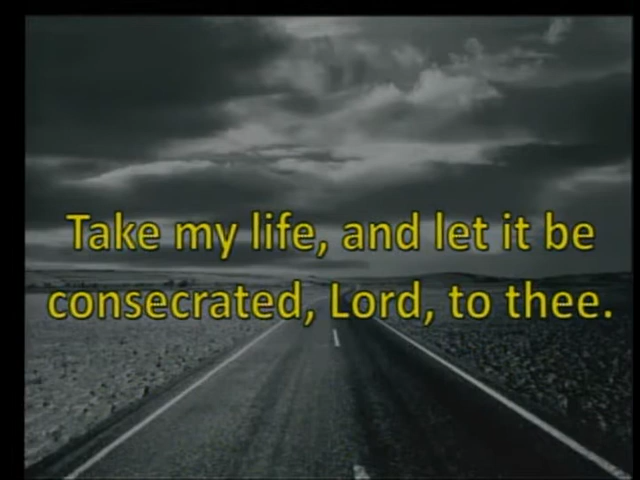 Take my life, and let it be
consecrated, Lord, to thee.